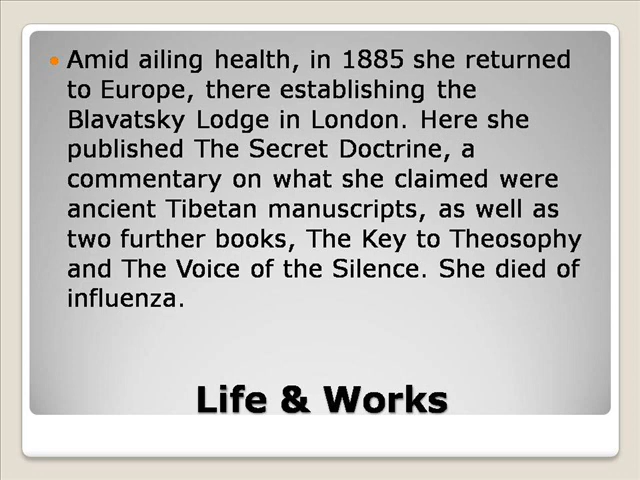 Amid ailing health, in 1885 she returned
to Europe, there establishing the
Blavatsky Lodge in London. Here she
published The Secret Doctrine, a
commentary on what she claimed were
ancient Tibetan manuscripts, as well as
two further books, The Key to Theosophy
and The Voice of the Silence. She died of
influenza.
Life & Works